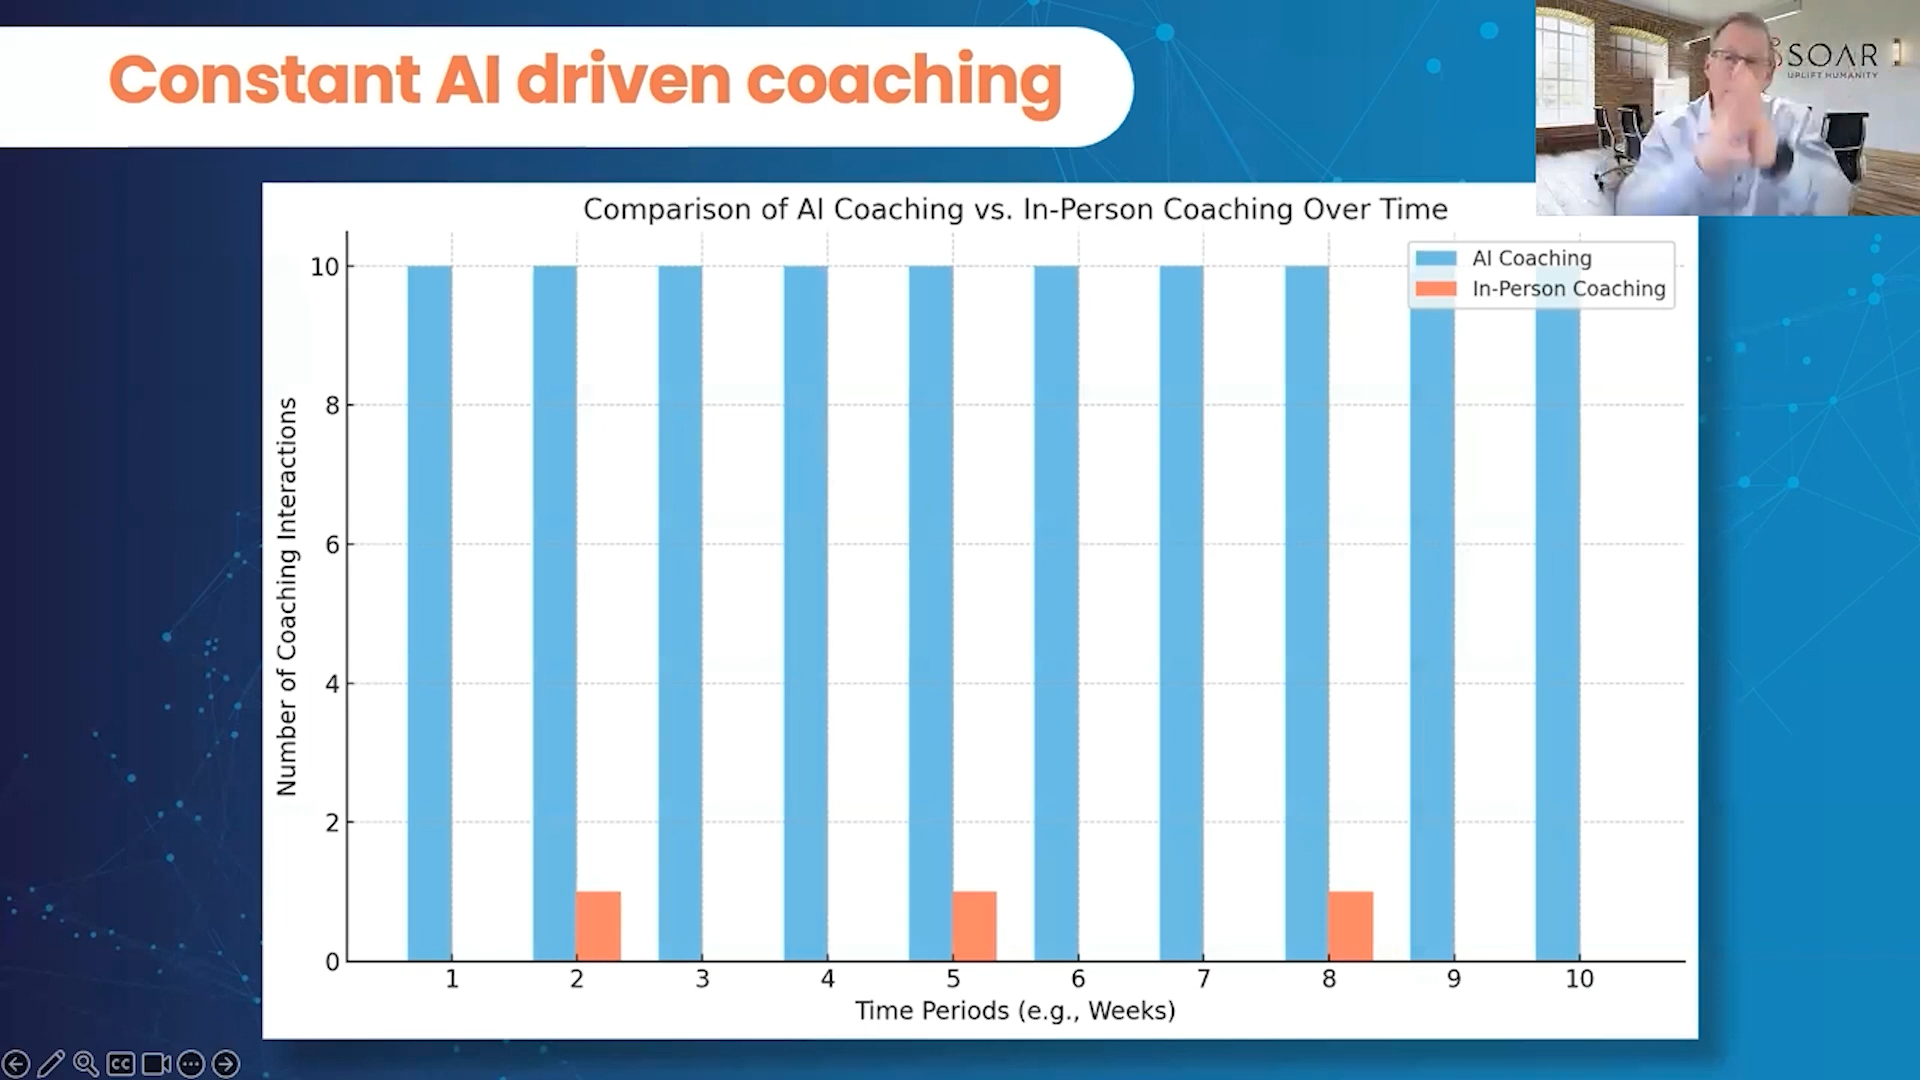 Constant AI driven coaching
SOAR
UPLIFT HUMANITY
Comparison of AI Coaching vs. In-Person Coaching Over Time
AI Coaching
In-Person Coaching
Number of Coaching Interactions
10
8
6
4
2
0
1 2 3 4 5 6 7 8 9 10
Time Periods (e.g., Weeks)
CC